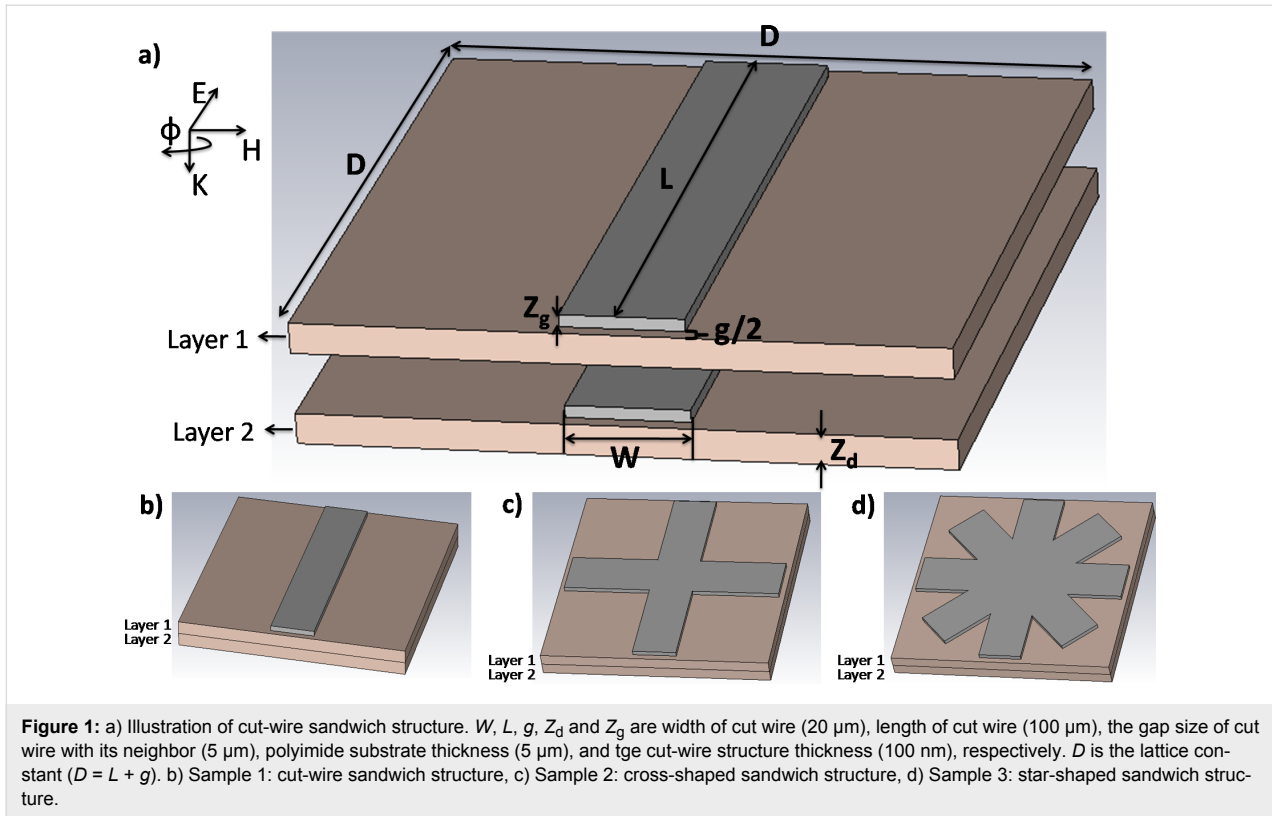 a)
D
E
ϕ
H
K
D
L
Zg
g/2
Layer 1
Layer 2
W
Zd
b)
Layer 1
Layer 2
c)
Layer 1
Layer 2
d)
Layer 1
Layer 2
Figure 1: a) Illustration of cut-wire sandwich structure. W, L, g, Zd and Zg are width of cut wire (20 μm), length of cut wire (100 μm), the gap size of cut
wire with its neighbor (5 μm), polyimide substrate thickness (5 μm), and tge cut-wire structure thickness (100 nm), respectively. D is the lattice con-
stant (D = L + g). b) Sample 1: cut-wire sandwich structure, c) Sample 2: cross-shaped sandwich structure, d) Sample 3: star-shaped sandwich struc-
ture.